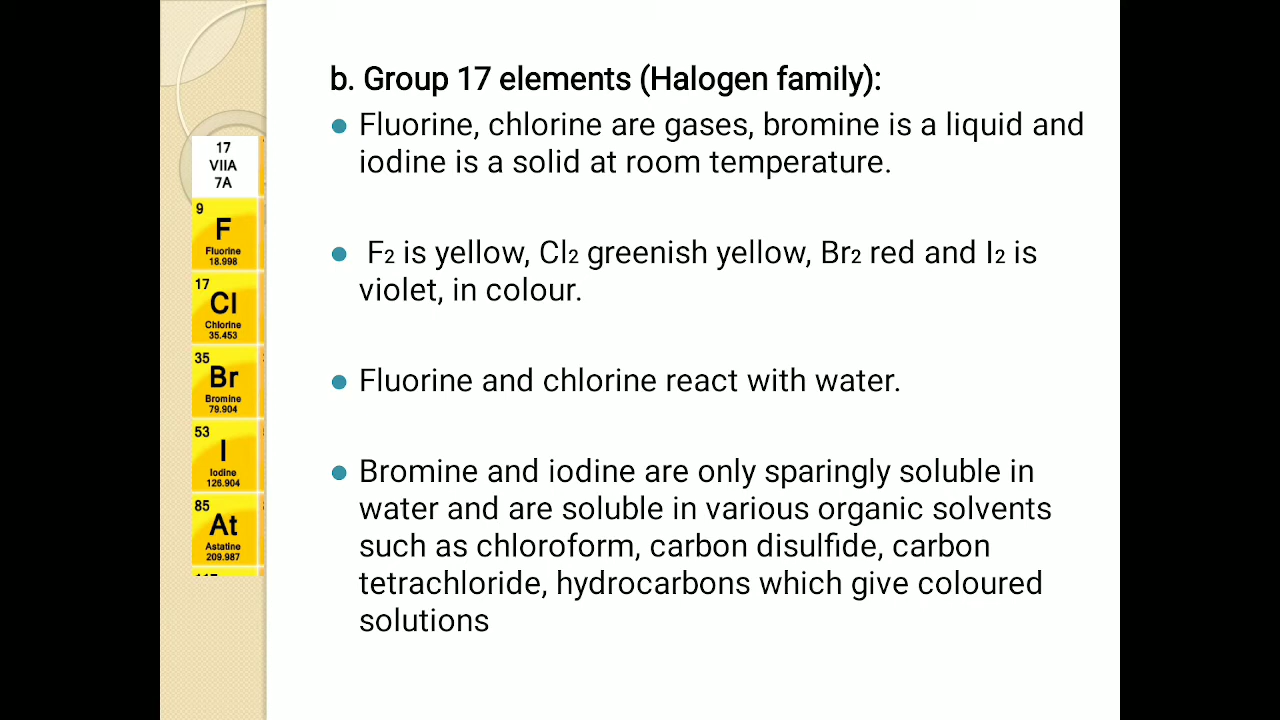 b. Group 17 elements (Halogen family):
Fluorine, chlorine are gases, bromine is a liquid and
iodine is a solid at room temperature.
F2 is yellow, Cl2 greenish yellow, Br2 red and I2 is
violet, in colour.
Fluorine and chlorine react with water.
Bromine and iodine are only sparingly soluble in
water and are soluble in various organic solvents
such as chloroform, carbon disulfide, carbon
tetrachloride, hydrocarbons which give coloured
solutions
17
VIIA
7A
9
F
Fluorine
18.998
17
Cl
Chlorine
35.453
35
Br
Bromine
79.904
53
I
Iodine
126.904
85
At
Astatine
209.987